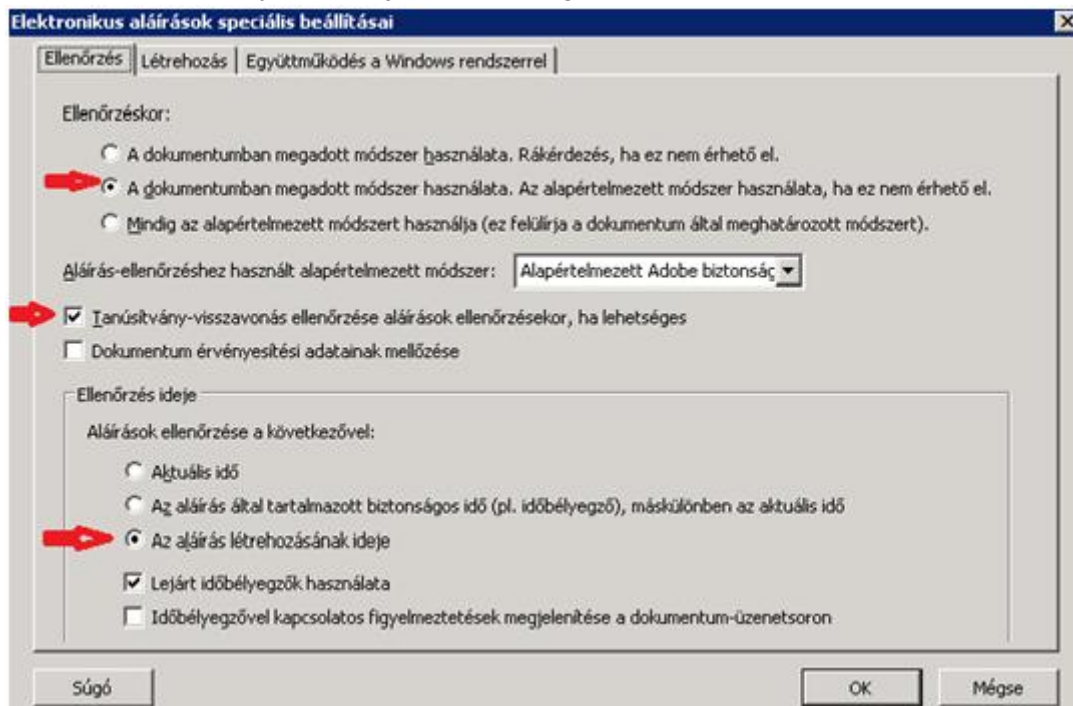 Elektronikus aláírások speciális beállításai
Ellenőrzés Létrehozás Együttműködés a Windows rendszerrel
Ellenőrzéskor:
A dokumentumban megadott módszer használata. Rákérdezés, ha ez nem érhető el.
A dokumentumban megadott módszer használata. Az alapértelmezett módszer használata, ha ez nem érhető el.
Mindig az alapértelmezett módszert használja (ez felülírja a dokumentum által meghatározott módszert).
Aláírás-ellenőrzéshez használt alapértelmezett módszer: Alapértelmezett Adobe biztonság
Tanúsítvány-visszavonás ellenőrzése aláírások ellenőrzésekor, ha lehetséges
Dokumentum érvényesítési adatainak mellőzése
Ellenőrzés ideje
Aláírások ellenőrzése a következővel:
Aktuális idő
Az aláírás által tartalmazott biztonságos idő (pl. időbélyegző), máskülönben az aktuális idő
Az aláírás létrehozásának ideje
Lejárt időbélyegzők használata
Időbélyegzővel kapcsolatos figyelmeztetések megjelenítése a dokumentum-üzenetsoron
Súgó OK Mégse